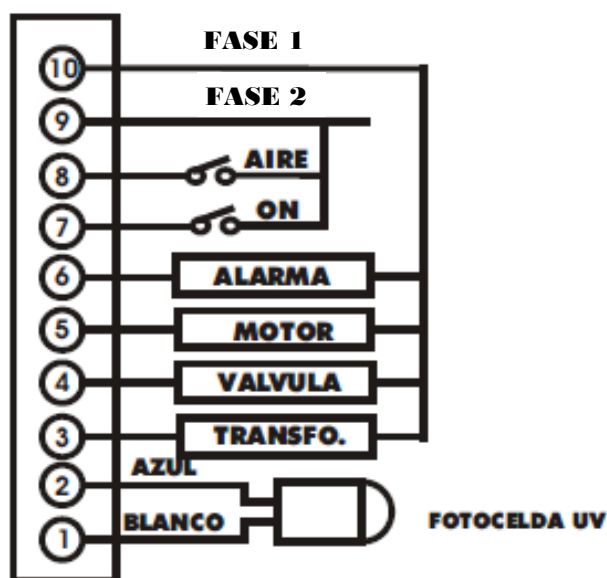 10 FASE 1
9 FASE 2
8 AIRE
7 ON
6 ALARMA
5 MOTOR
4 VALVULA
3 TRANSFO.
2 AZUL
1 BLANCO
FOTOCELDA UV